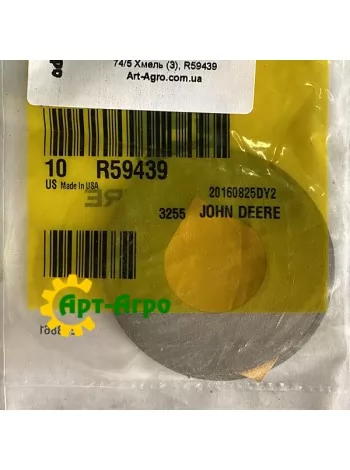 74/5 Хмель (3), R59439
Art-Agro.com.ua
10 R59439
US Made In USA
20160825DY2
3255 JOHN DEERE
Арт-Агро